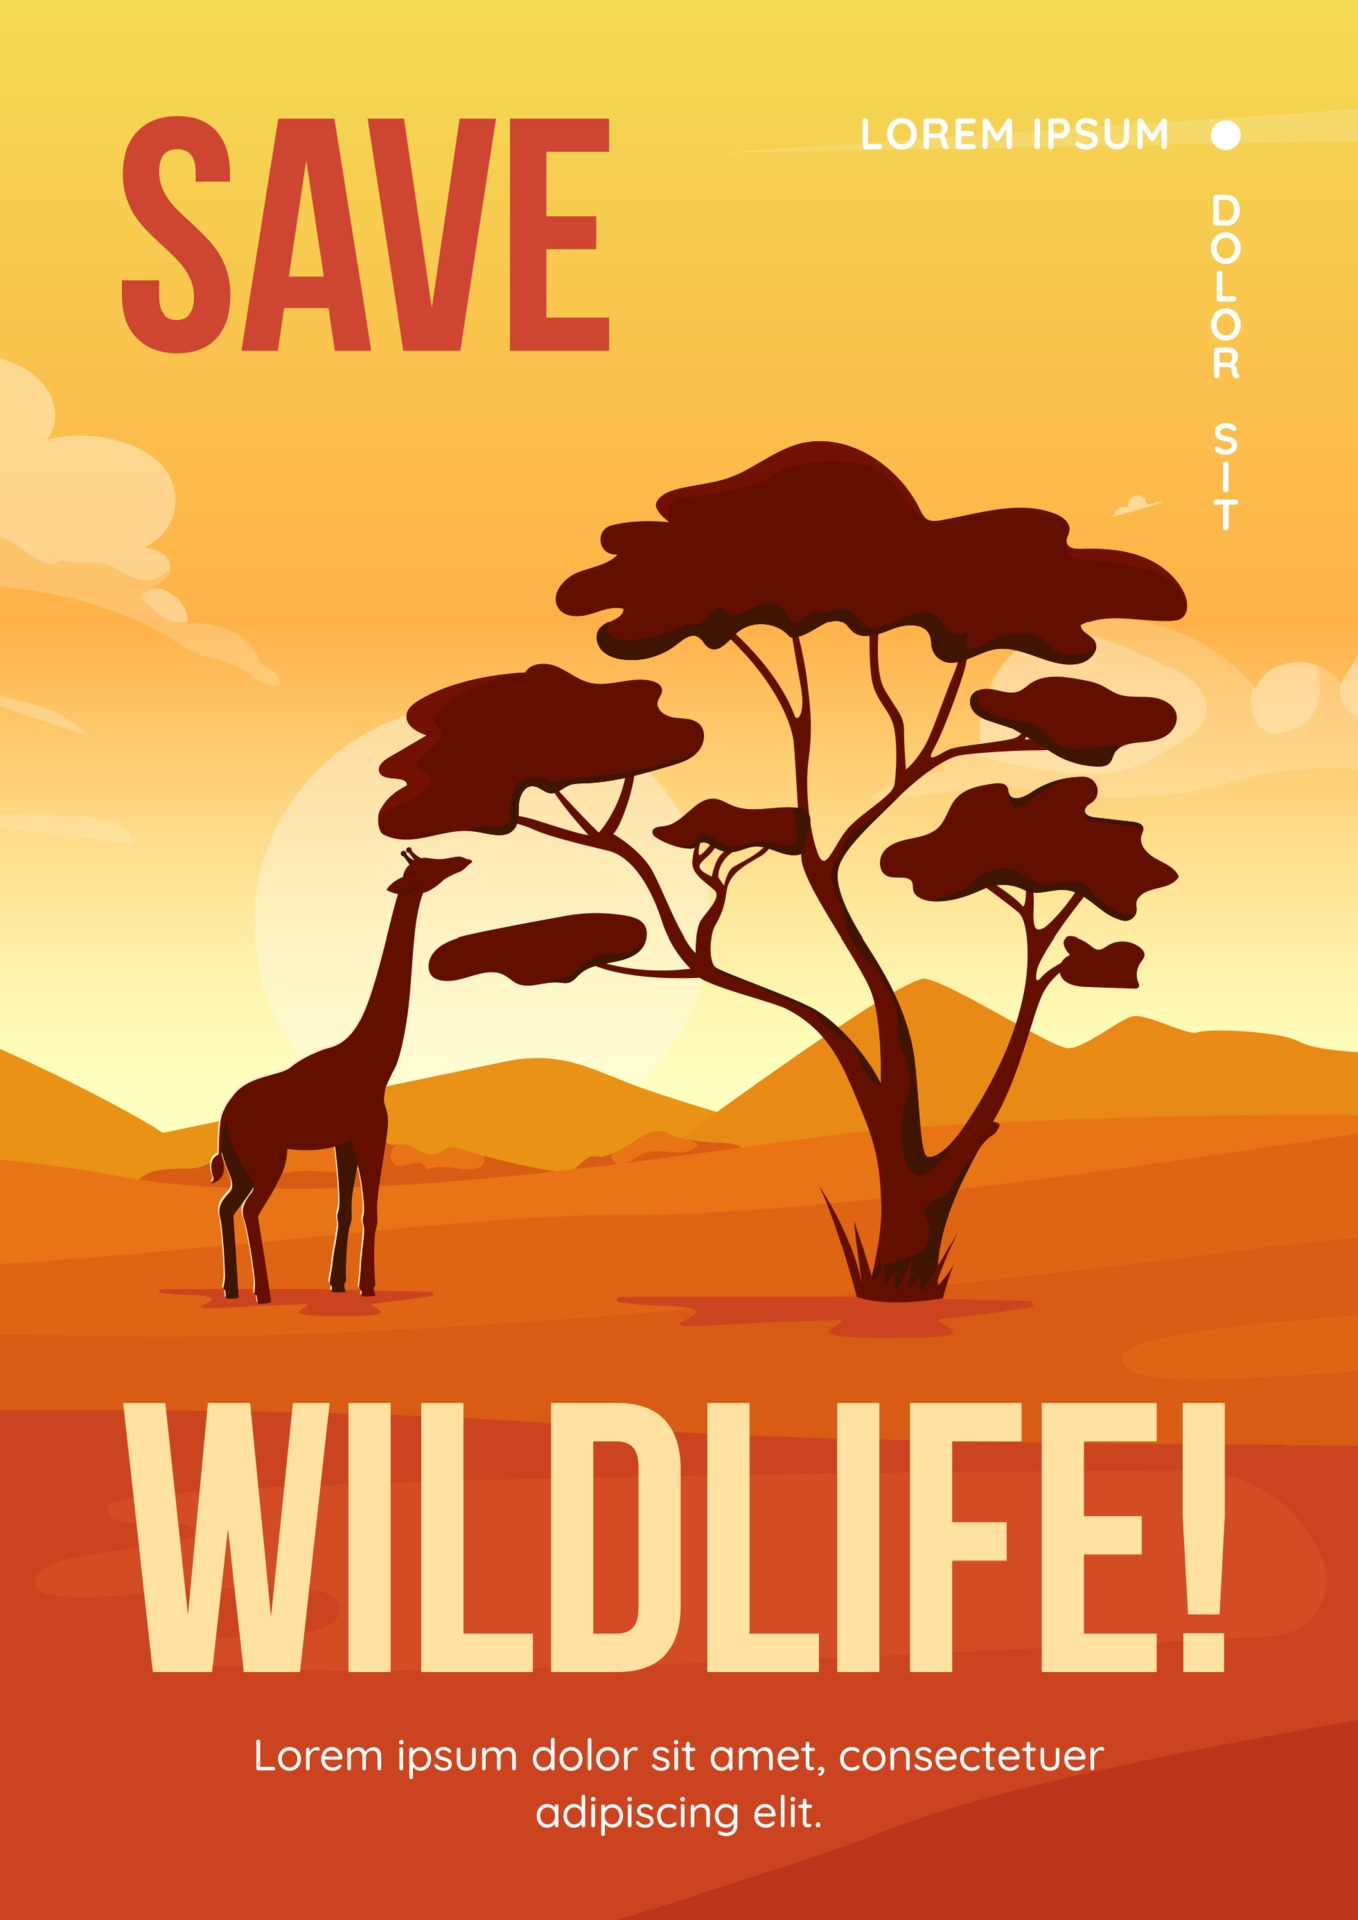 SAVE
LOREM IPSUM
DOLOR SIT
WILDLIFE!
Lorem ipsum dolor sit amet, consectetuer
adipiscing elit.